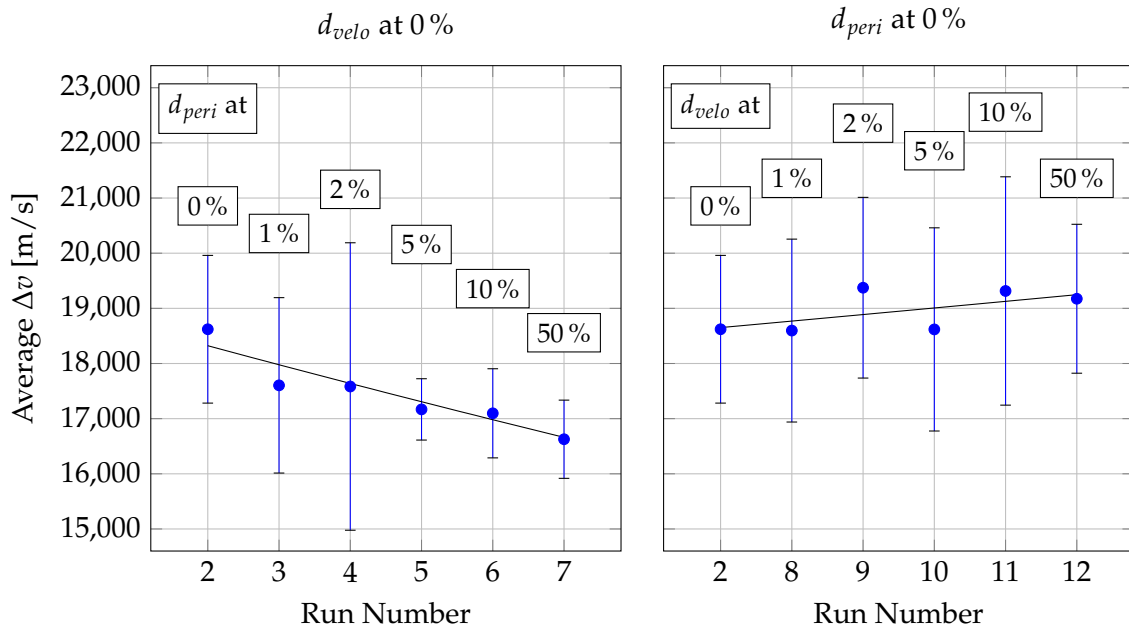 d_velo at 0 %
d_peri at 0 %
Average Δv [m/s]
23,000
22,000
21,000
20,000
19,000
18,000
17,000
16,000
15,000
d_peri at
0 %
1 %
2 %
5 %
10 %
50 %
2 3 4 5 6 7
Run Number
d_velo at
0 %
1 %
2 %
5 %
10 %
50 %
2 8 9 10 11 12
Run Number